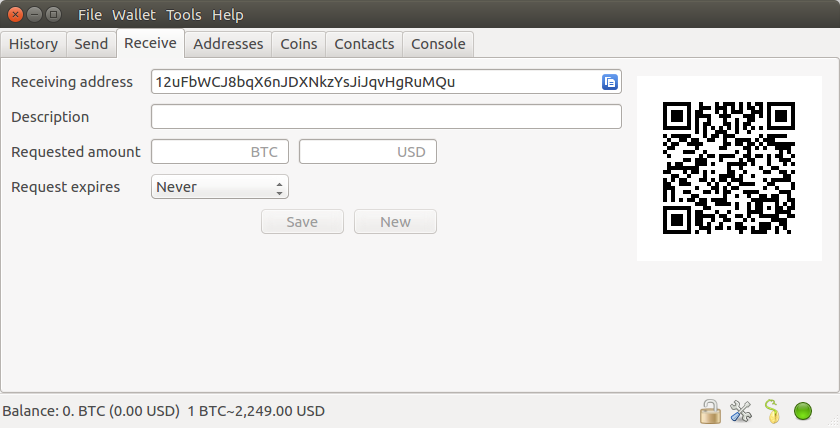 File Wallet Tools Help
History Send Receive Addresses Coins Contacts Console
Receiving address 12uFbWCJ8bqX6nJDXNkzYsJiJqvHgRuMQu
Description
Requested amount BTC USD
Request expires Never
Save New
Balance: 0. BTC (0.00 USD) 1 BTC~2,249.00 USD